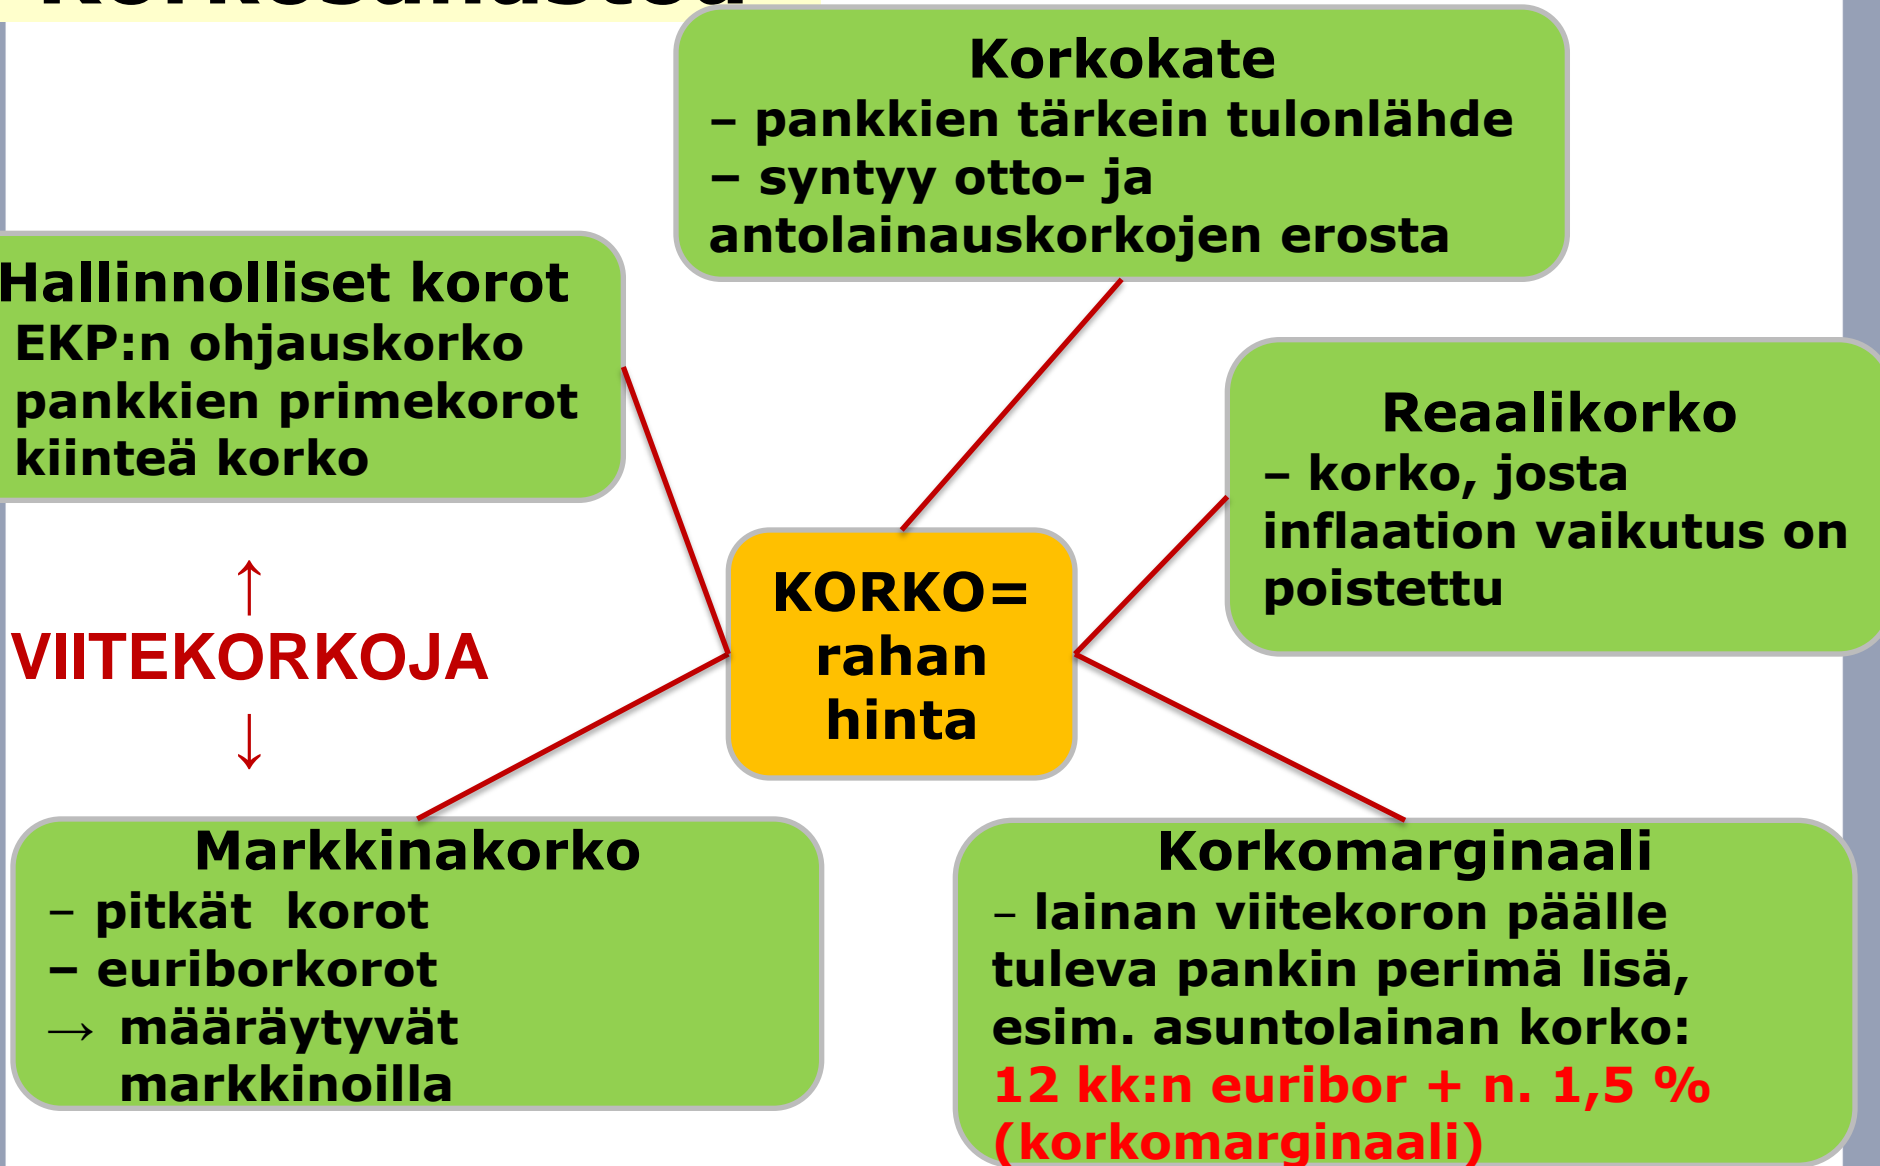 Korkokate
– pankkien tärkein tulonlähde
– syntyy otto- ja
antolainauskorkojen erosta
Hallinnolliset korot
EKP:n ohjauskorko
pankkien primekorot
kiinteä korko
Reaalikorko
– korko, josta
inflaation vaikutus on
poistettu
↑
VIITEKORKOJA
↓
KORKO=
rahan
hinta
Markkinakorko
– pitkät korot
– euriborkorot
→ määräytyvät
markkinoilla
Korkomarginaali
– lainan viitekoron päälle
tuleva pankin perimä lisä,
esim. asuntolainan korko:
12 kk:n euribor + n. 1,5 %
(korkomarginaali)